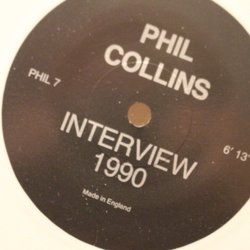 PHIL
COLLINS
PHIL 7
6' 13"
INTERVIEW
1990
Made in England